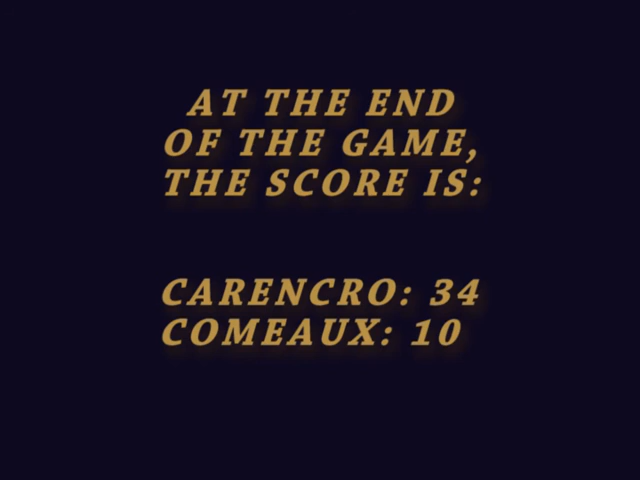 AT THE END
OF THE GAME,
THE SCORE IS:
CARENCRO: 34
COMEAUX: 10